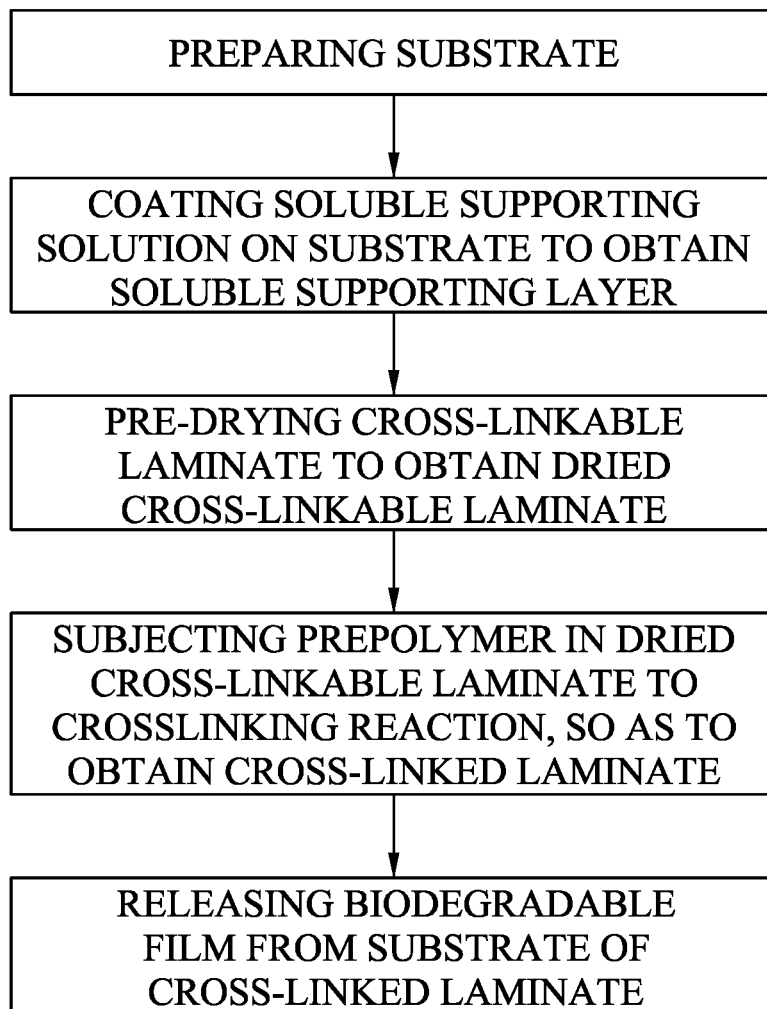 PREPARING SUBSTRATE
COATING SOLUBLE SUPPORTING
SOLUTION ON SUBSTRATE TO OBTAIN
SOLUBLE SUPPORTING LAYER
PRE-DRYING CROSS-LINKABLE
LAMINATE TO OBTAIN DRIED
CROSS-LINKABLE LAMINATE
SUBJECTING PREPOLYMER IN DRIED
CROSS-LINKABLE LAMINATE TO
CROSSLINKING REACTION, SO AS TO
OBTAIN CROSS-LINKED LAMINATE
RELEASING BIODEGRADABLE
FILM FROM SUBSTRATE OF
CROSS-LINKED LAMINATE